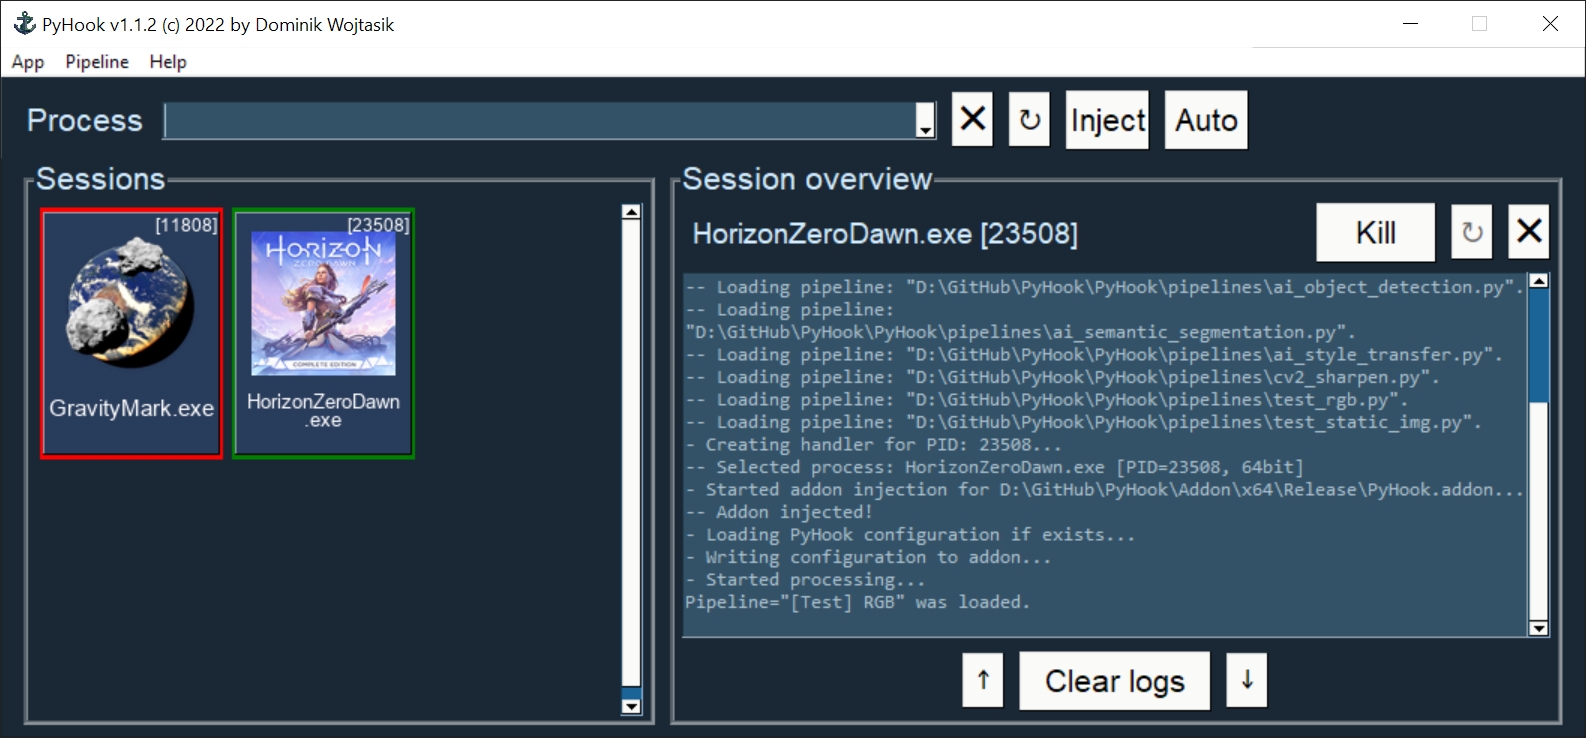 PyHook v1.1.2 (c) 2022 by Dominik Wojtasik
App Pipeline Help
Process
✕ ↻ Inject Auto
Sessions
[11808]
GravityMark.exe
[23508]
HORIZON
ZERO DAWN
COMPLETE EDITION
HorizonZeroDawn
.exe
Session overview
HorizonZeroDawn.exe [23508]
Kill ↻ ✕
-- Loading pipeline: "D:\GitHub\PyHook\PyHook\pipelines\ai_object_detection.py".
-- Loading pipeline:
"D:\GitHub\PyHook\PyHook\pipelines\ai_semantic_segmentation.py".
-- Loading pipeline: "D:\GitHub\PyHook\PyHook\pipelines\ai_style_transfer.py".
-- Loading pipeline: "D:\GitHub\PyHook\PyHook\pipelines\cv2_sharpen.py".
-- Loading pipeline: "D:\GitHub\PyHook\PyHook\pipelines\test_rgb.py".
-- Loading pipeline: "D:\GitHub\PyHook\PyHook\pipelines\test_static_img.py".
- Creating handler for PID: 23508...
-- Selected process: HorizonZeroDawn.exe [PID=23508, 64bit]
- Started addon injection for D:\GitHub\PyHook\Addon\x64\Release\PyHook.addon...
-- Addon injected!
- Loading PyHook configuration if exists...
- Writing configuration to addon...
- Started processing...
Pipeline="[Test] RGB" was loaded.
↑ Clear logs ↓